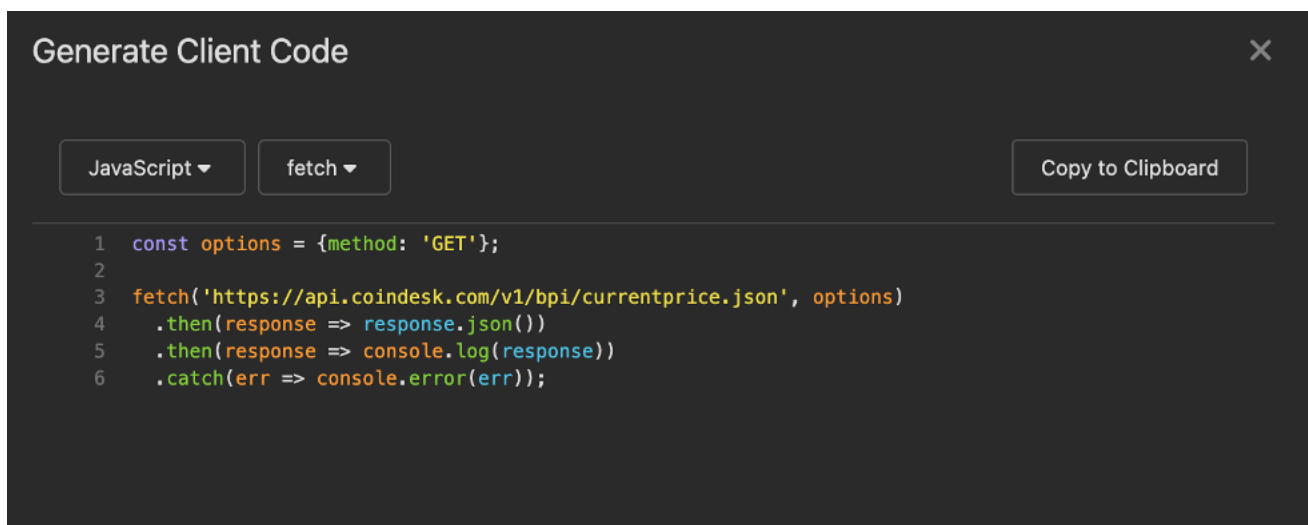 Generate Client Code
JavaScript
fetch
Copy to Clipboard
1 const options = {method: 'GET'};
2
3 fetch('https://api.coindesk.com/v1/bpi/currentprice.json', options)
4   .then(response => response.json())
5   .then(response => console.log(response))
6   .catch(err => console.error(err));